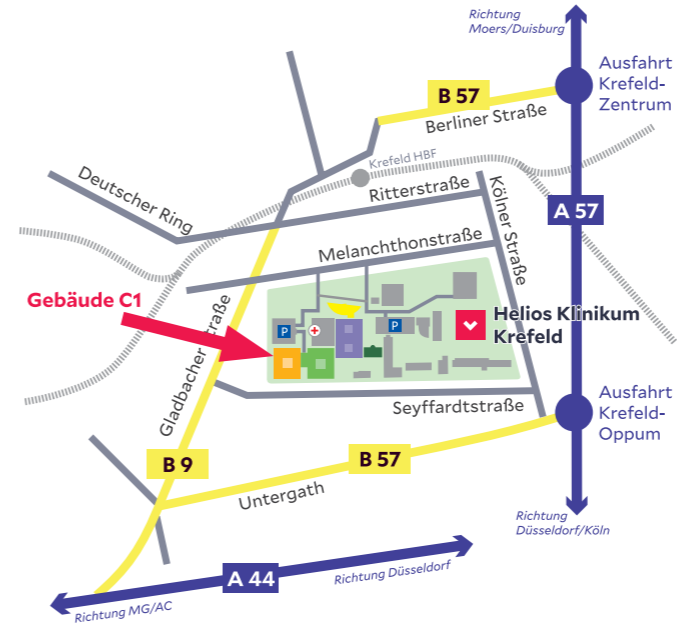 Richtung
Moers/Duisburg
Ausfahrt
Krefeld-
Zentrum
B 57
Berliner Straße
Krefeld HBF
Deutscher Ring
Ritterstraße
Kölner Straße
A 57
Melanchthonstraße
Gebäude C1
Gladbacher Straße
P
P
Helios Klinikum
Krefeld
Seyffardtstraße
Ausfahrt
Krefeld-
Oppum
B 9
B 57
Untergath
Richtung
Düsseldorf/Köln
A 44
Richtung Düsseldorf
Richtung MG/AC